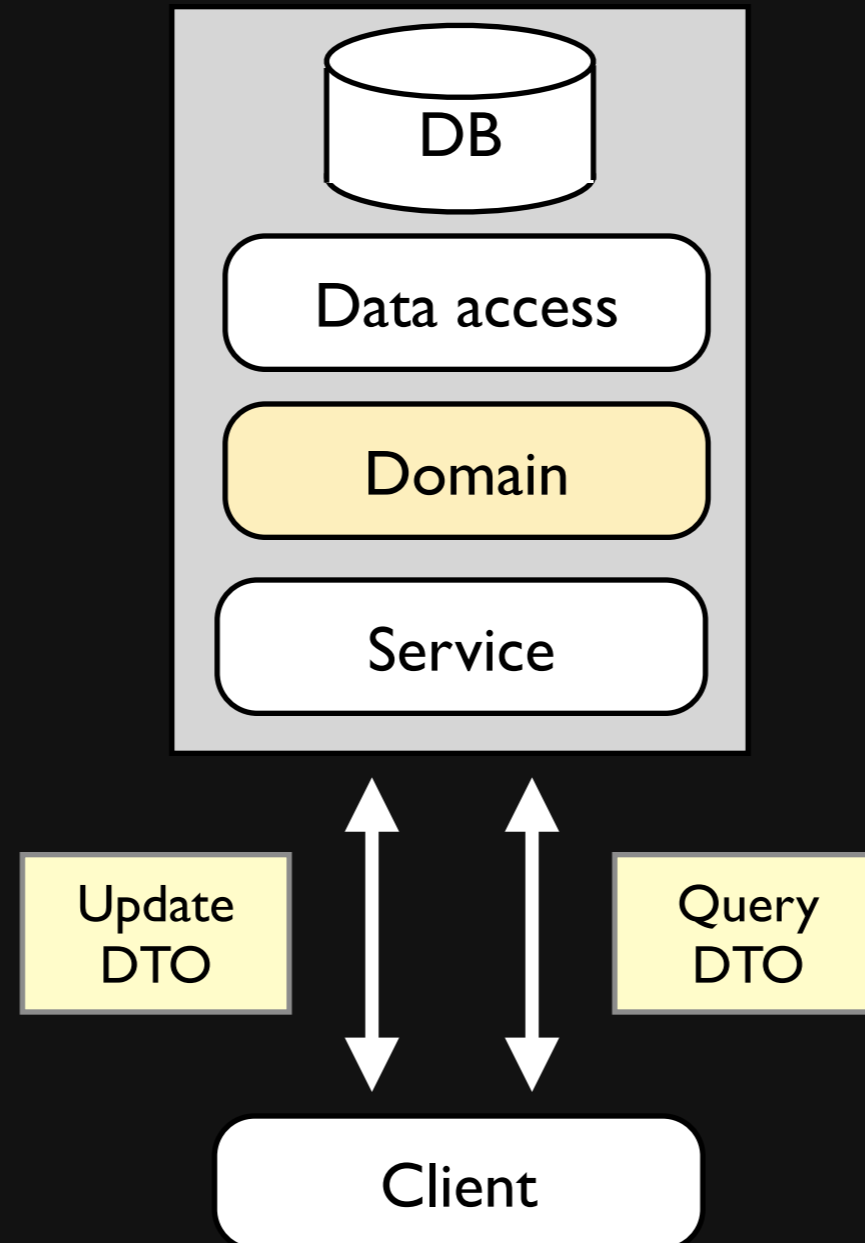 DB
Data access
Domain
Service
Update
DTO
Query
DTO
Client